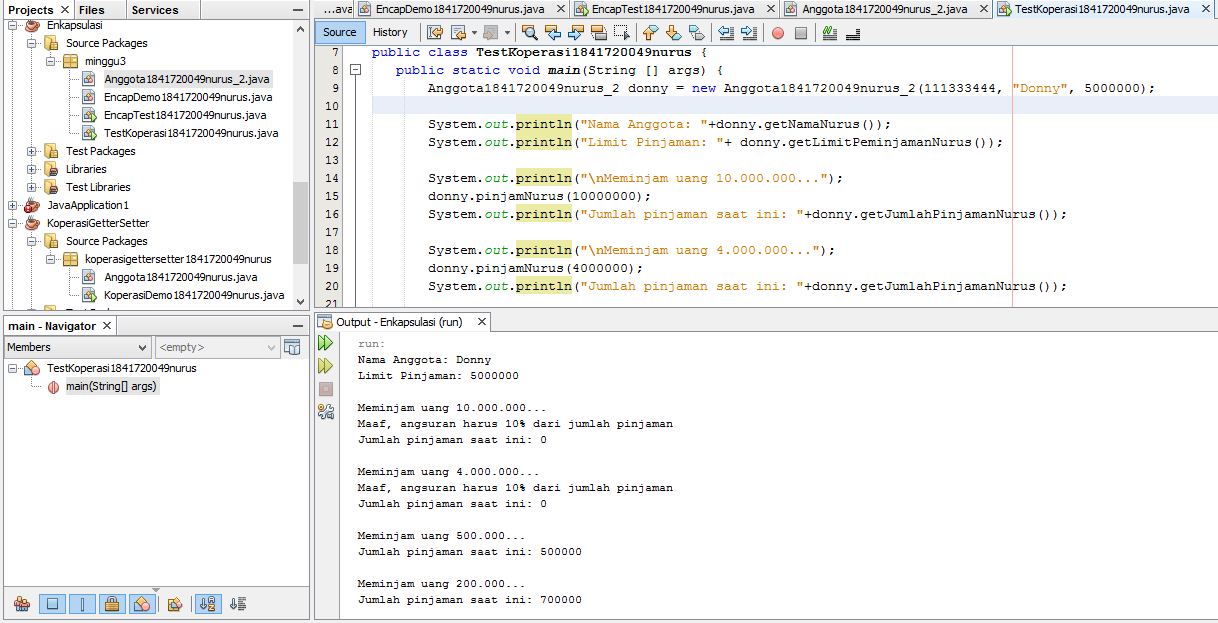 Projects
Files
Services
Enkapsulasi
Source Packages
minggu3
Anggota1841720049nurus_2.java
EncapDemo1841720049nurus.java
EncapTest1841720049nurus.java
TestKoperasi1841720049nurus.java
Test Packages
Libraries
Test Libraries
JavaApplication1
KoperasiGetterSetter
Source Packages
koperasigettersetter1841720049nurus
Anggota1841720049nurus.java
KoperasiDemo1841720049nurus.java
main - Navigator
Members
<empty>
TestKoperasi1841720049nurus
main(String[] args)
...ava
EncapDemo1841720049nurus.java
EncapTest1841720049nurus.java
Anggota1841720049nurus_2.java
TestKoperasi1841720049nurus.java
Source
History
7 public class TestKoperasi1841720049nurus {
8 public static void main(String [] args) {
9 Anggota1841720049nurus_2 donny = new Anggota1841720049nurus_2(111333444, "Donny", 5000000);
10
11 System.out.println("Nama Anggota: "+donny.getNamaNurus());
12 System.out.println("Limit Pinjaman: "+ donny.getLimitPeminjamanNurus());
13
14 System.out.println("\nMeminjam uang 10.000.000...");
15 donny.pinjamNurus(10000000);
16 System.out.println("Jumlah pinjaman saat ini: "+donny.getJumlahPinjamanNurus());
17
18 System.out.println("\nMeminjam uang 4.000.000...");
19 donny.pinjamNurus(4000000);
20 System.out.println("Jumlah pinjaman saat ini: "+donny.getJumlahPinjamanNurus());
21
Output - Enkapsulasi (run)
run:
Nama Anggota: Donny
Limit Pinjaman: 5000000
Meminjam uang 10.000.000...
Maaf, angsuran harus 10% dari jumlah pinjaman
Jumlah pinjaman saat ini: 0
Meminjam uang 4.000.000...
Maaf, angsuran harus 10% dari jumlah pinjaman
Jumlah pinjaman saat ini: 0
Meminjam uang 500.000...
Jumlah pinjaman saat ini: 500000
Meminjam uang 200.000...
Jumlah pinjaman saat ini: 700000